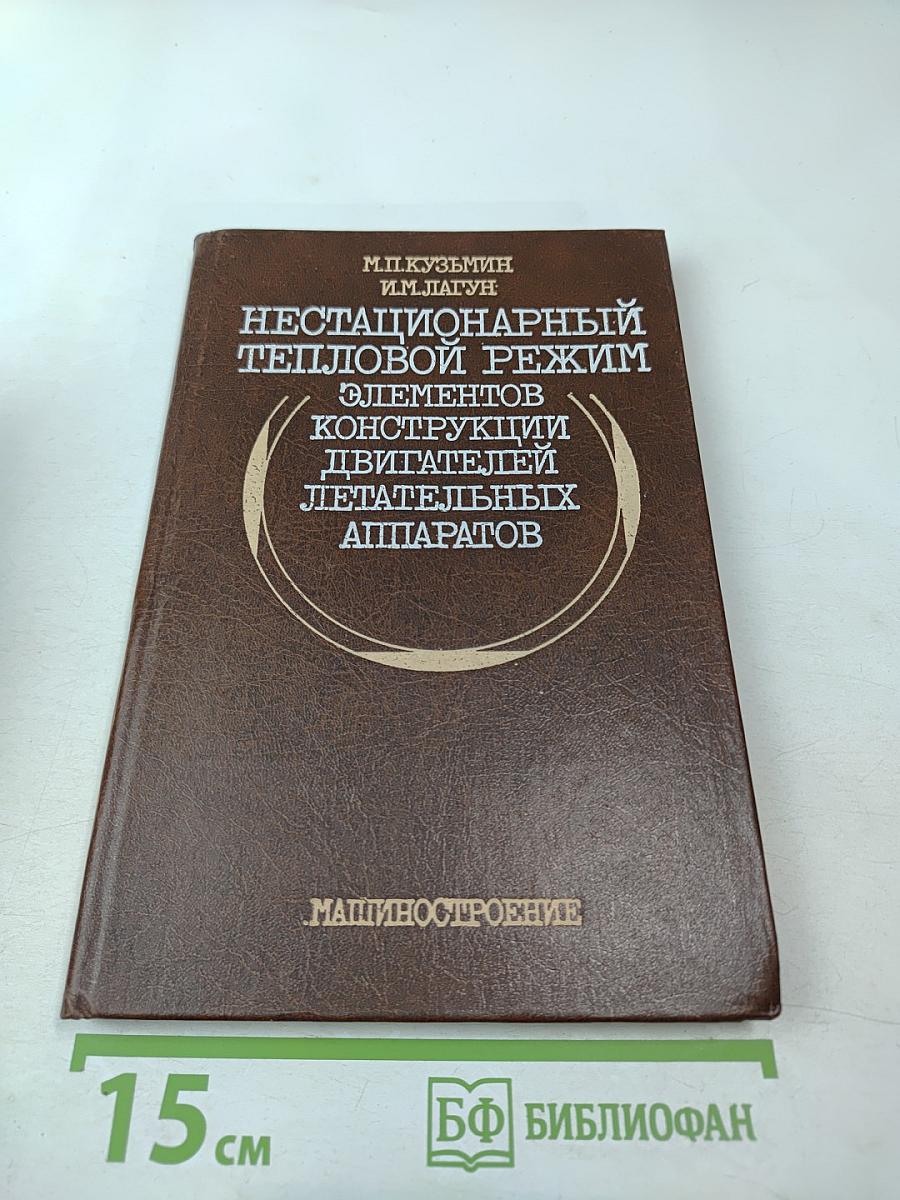 М.П.КУЗЬМИН
И.М.ЛАГУН
НЕСТАЦИОНАРНЫЙ
ТЕПЛОВОЙ РЕЖИМ
ЭЛЕМЕНТОВ
КОНСТРУКЦИИ
ДВИГАТЕЛЕЙ
ЛЕТАТЕЛЬНЫХ
АППАРАТОВ
МАШИНОСТРОЕНИЕ
15 см
БФ БИБЛИОФАН